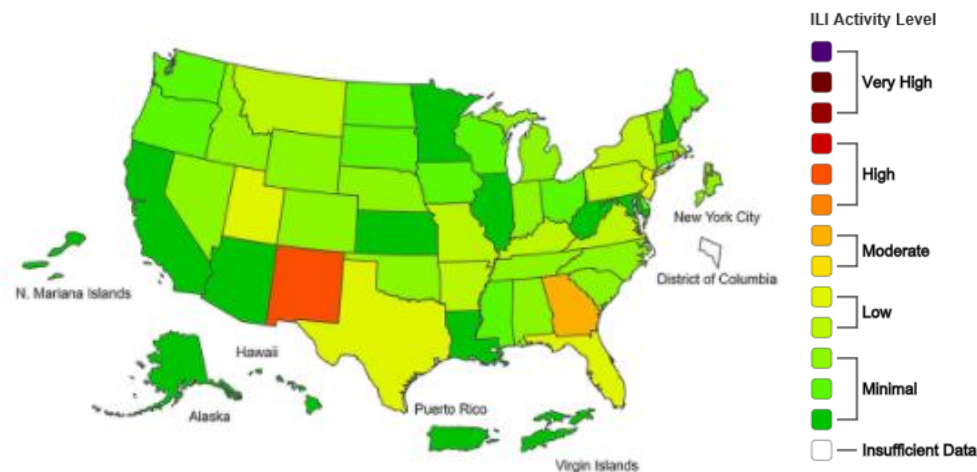 ILI Activity Level
Very High
High
Moderate
Low
Minimal
Insufficient Data
New York City
District of Columbia
N. Mariana Islands
Hawaii
Alaska
Puerto Rico
Virgin Islands